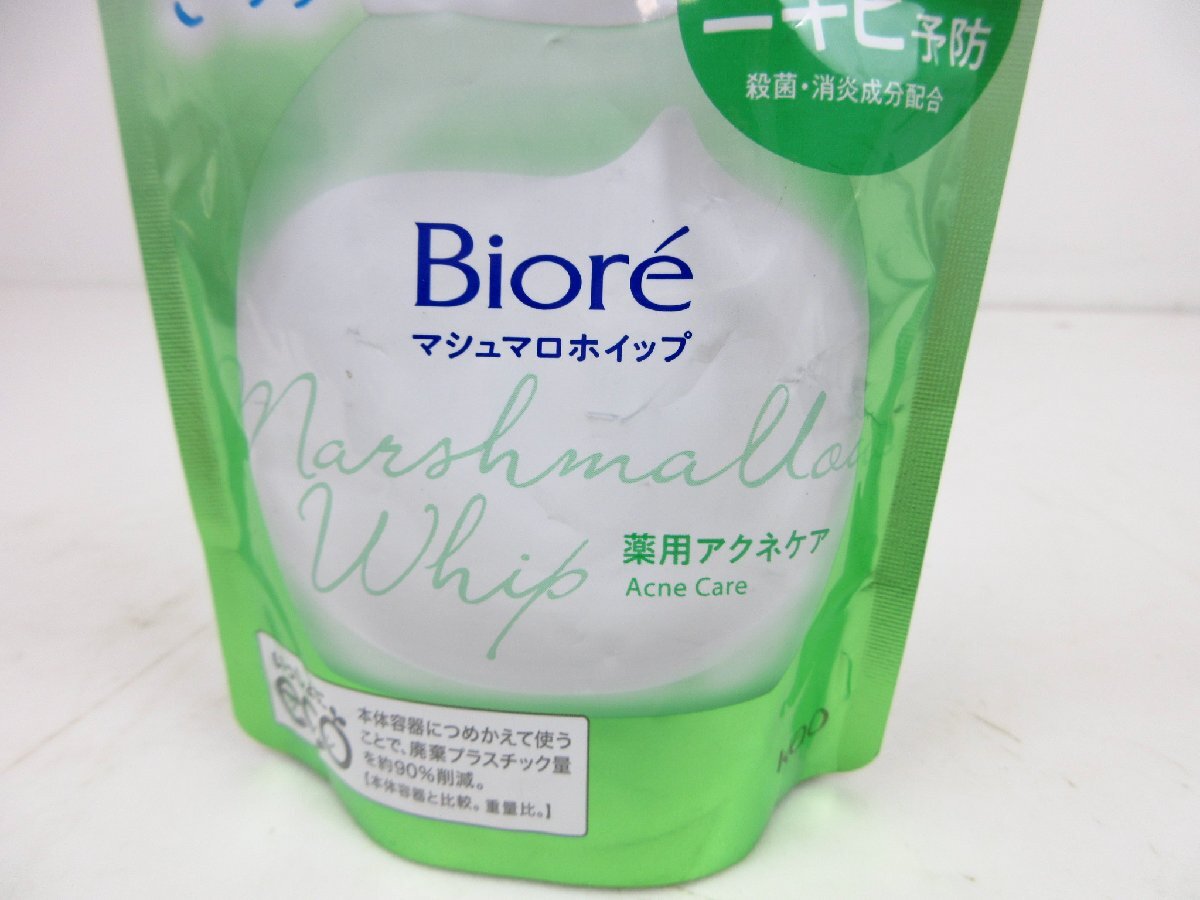 ニキビ予防
殺菌・消炎成分配合
Bioré
マシュマロホイップ
Marshmallow
Whip
薬用アクネケア
Acne Care
本体容器につめかえて使う
ことで、廃棄プラスチック量
を約90%削減。
【本体容器と比較。重量比。】
Kao